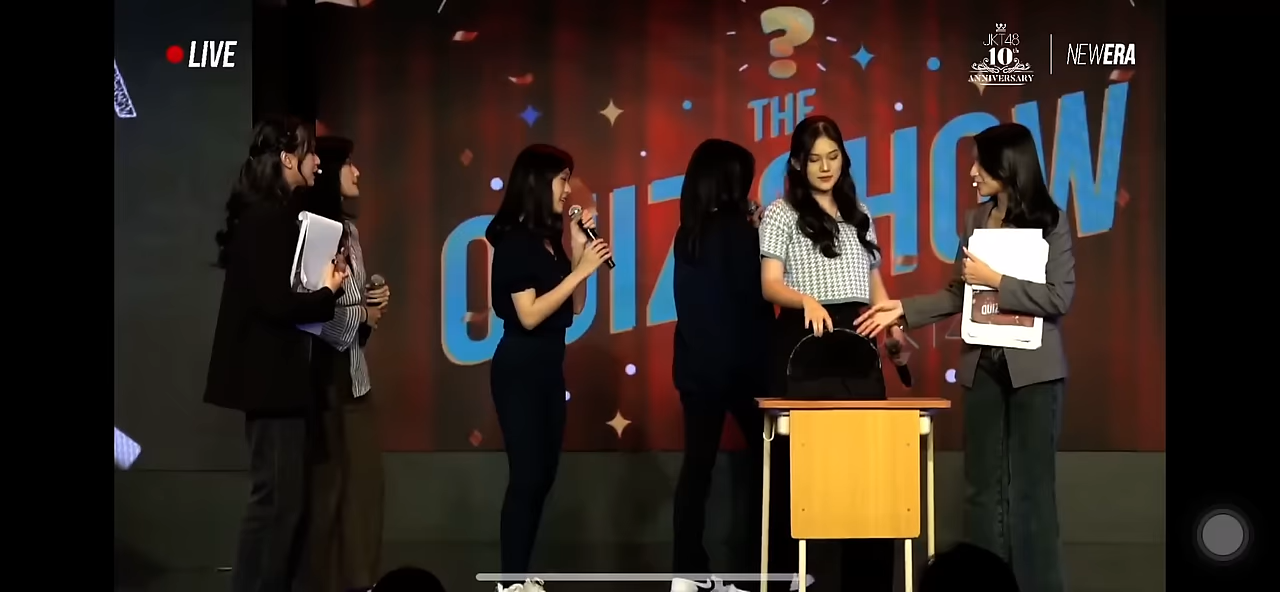 LIVE
JKT48
10th
ANNIVERSARY
NEWERA
?
THE
QUIZ SHOW
QUIZ